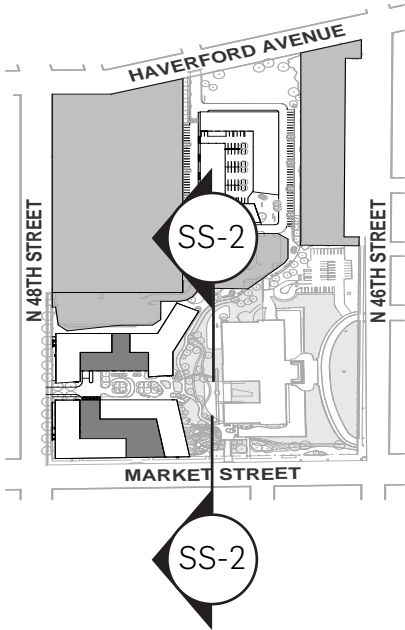 HAVERFORD AVENUE
N 48TH STREET
SS-2
N 46TH STREET
MARKET STREET
SS-2